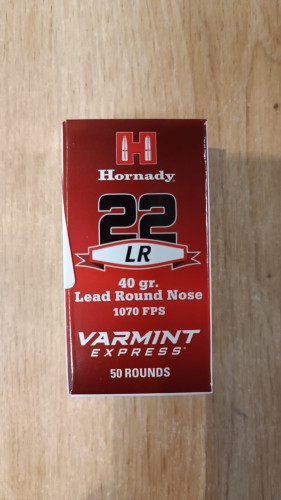 H
Hornady
22
LR
40 gr.
Lead Round Nose
1070 FPS
VARMINT
EXPRESS®
50 ROUNDS